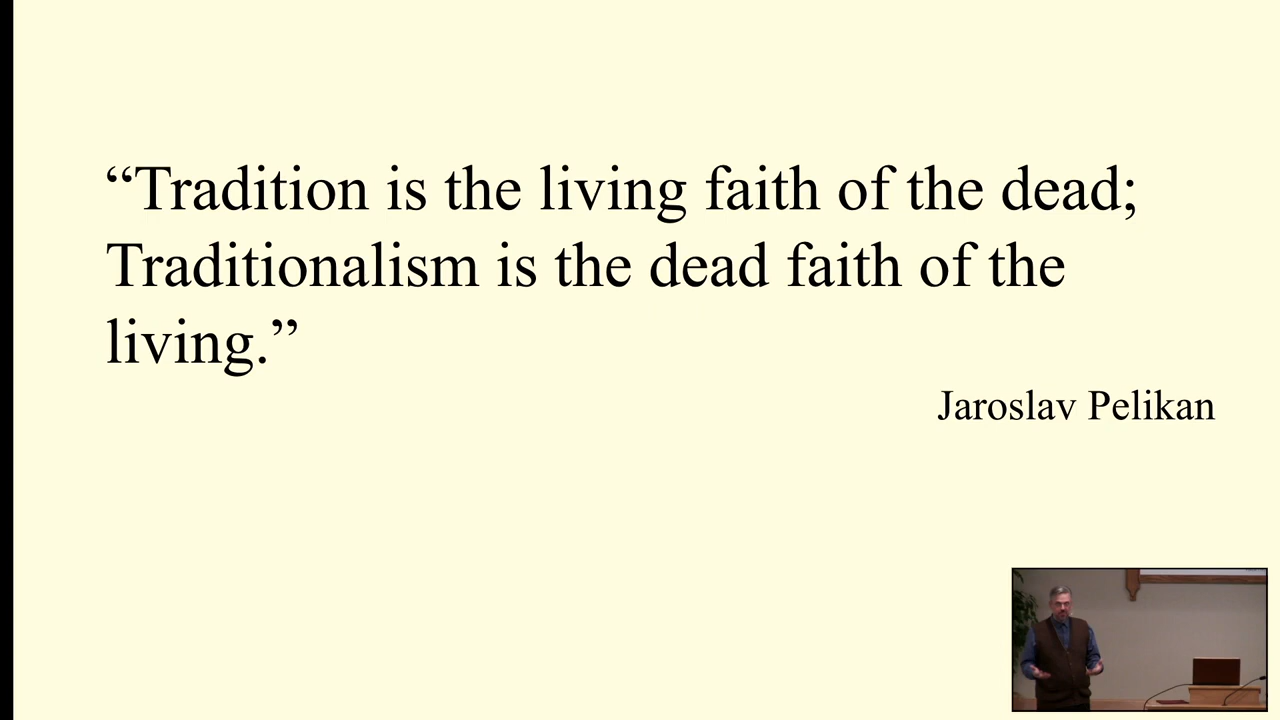 “Tradition is the living faith of the dead;
Traditionalism is the dead faith of the
living.”
Jaroslav Pelikan